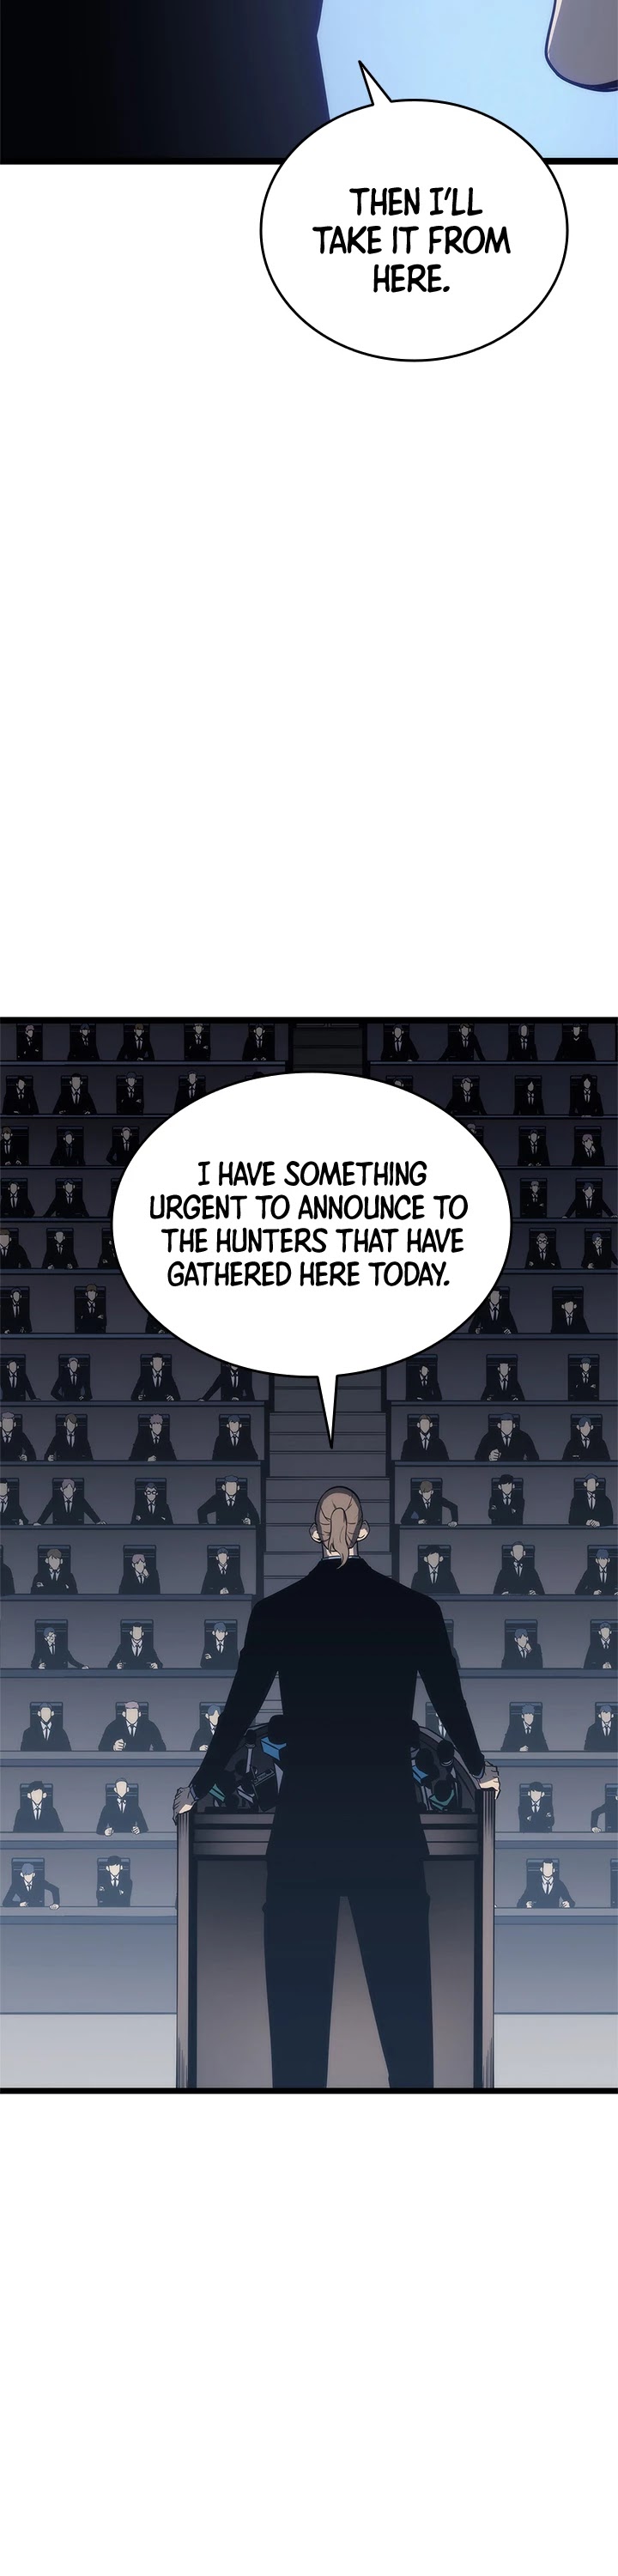 THEN I'LL
TAKE IT FROM
HERE.
I HAVE SOMETHING
URGENT TO ANNOUNCE TO
THE HUNTERS THAT HAVE
GATHERED HERE TODAY.